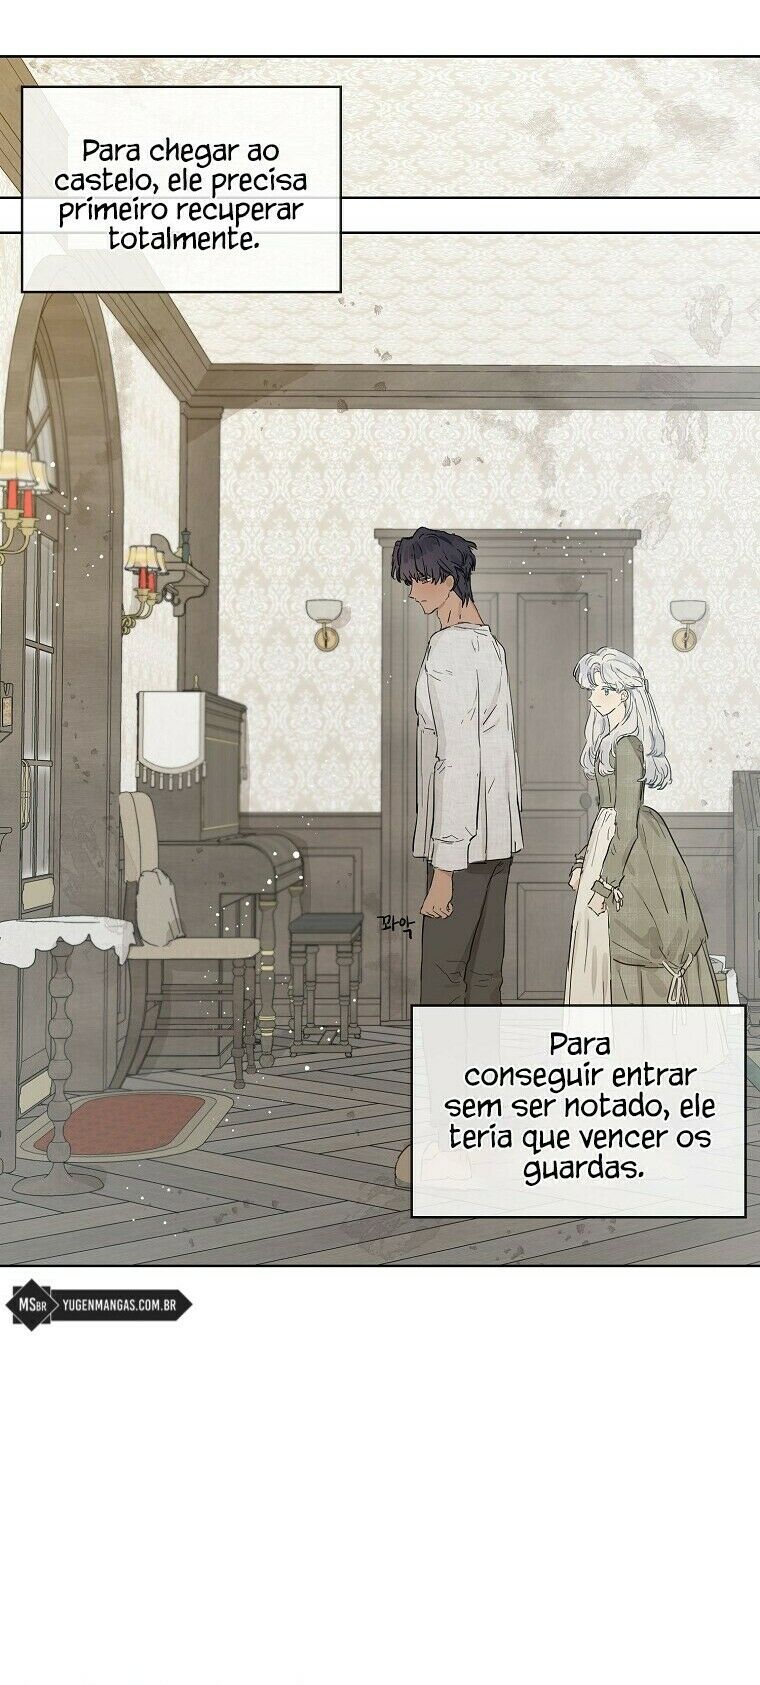 Para chegar ao
castelo, ele precisa
primeiro recuperar
totalmente.
꽈악
Para
conseguir entrar
sem ser notado, ele
teria que vencer os
guardas.
MSBR YUGENMANGAS.COM.BR